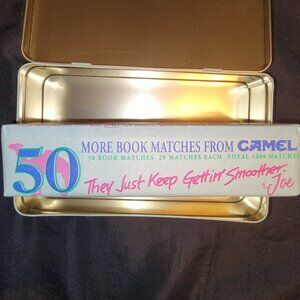 50
MORE BOOK MATCHES FROM CAMEL
50 BOOK MATCHES 20 MATCHES EACH TOTAL 1000 MATCHES
They Just Keep Gettin' Smoother.
Joe